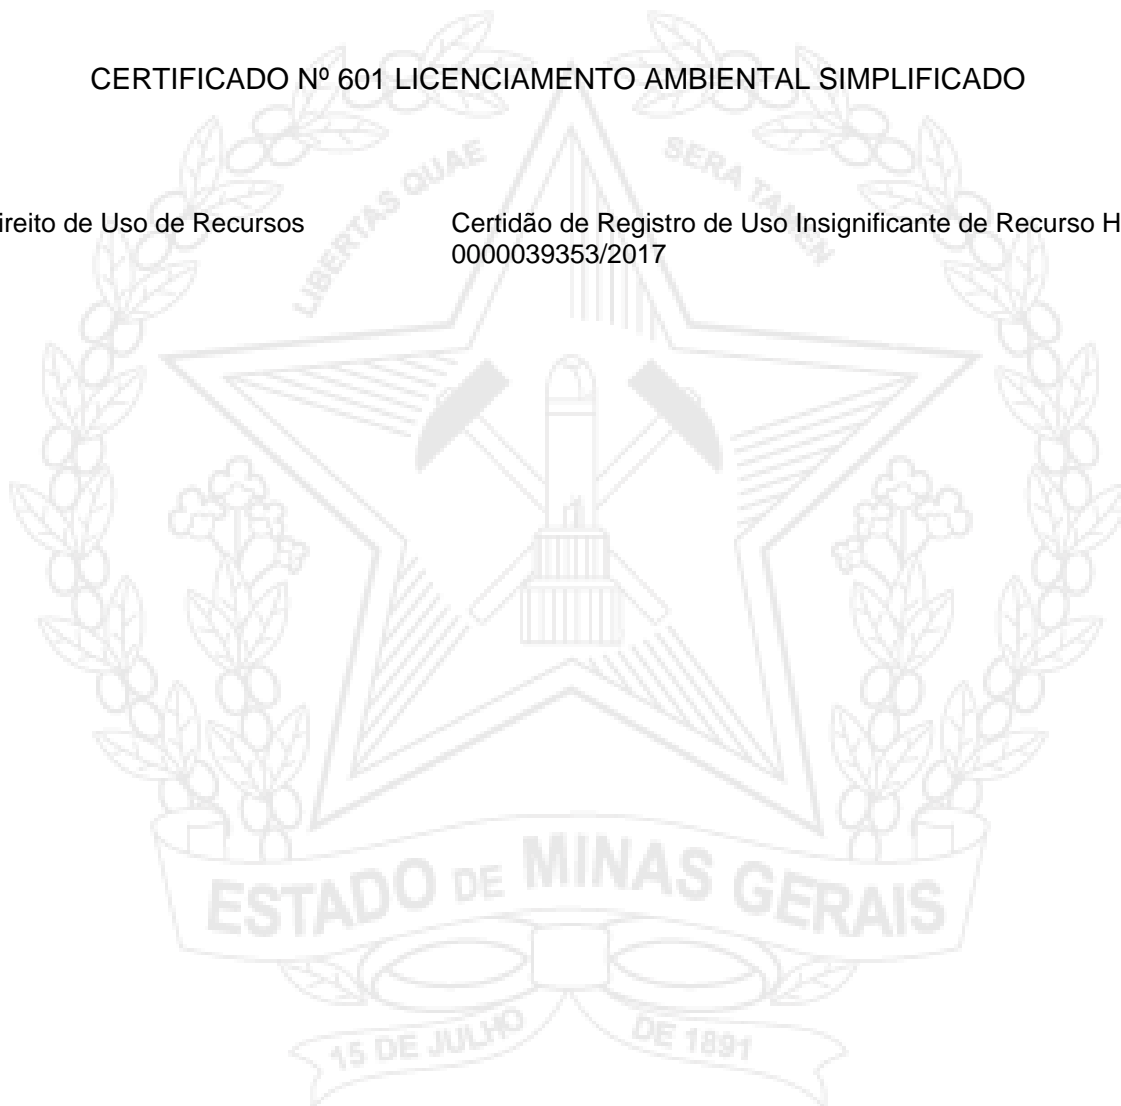 CERTIFICADO Nº 601 LICENCIAMENTO AMBIENTAL SIMPLIFICADO
LIBERTAS QUAE SERA TAMEN
ireito de Uso de Recursos
Certidão de Registro de Uso Insignificante de Recurso H
0000039353/2017
ESTADO DE MINAS GERAIS
15 DE JULHO DE 1891